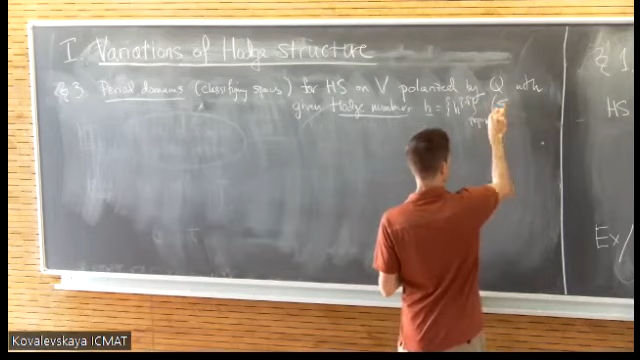 I. Variations of Hodge structure
§3. Period domains (classifying spaces) for HS on V polarized by Q with
given Hodge numbers h = {h
§1
HS
Ex/
Kovalevskaya ICMAT